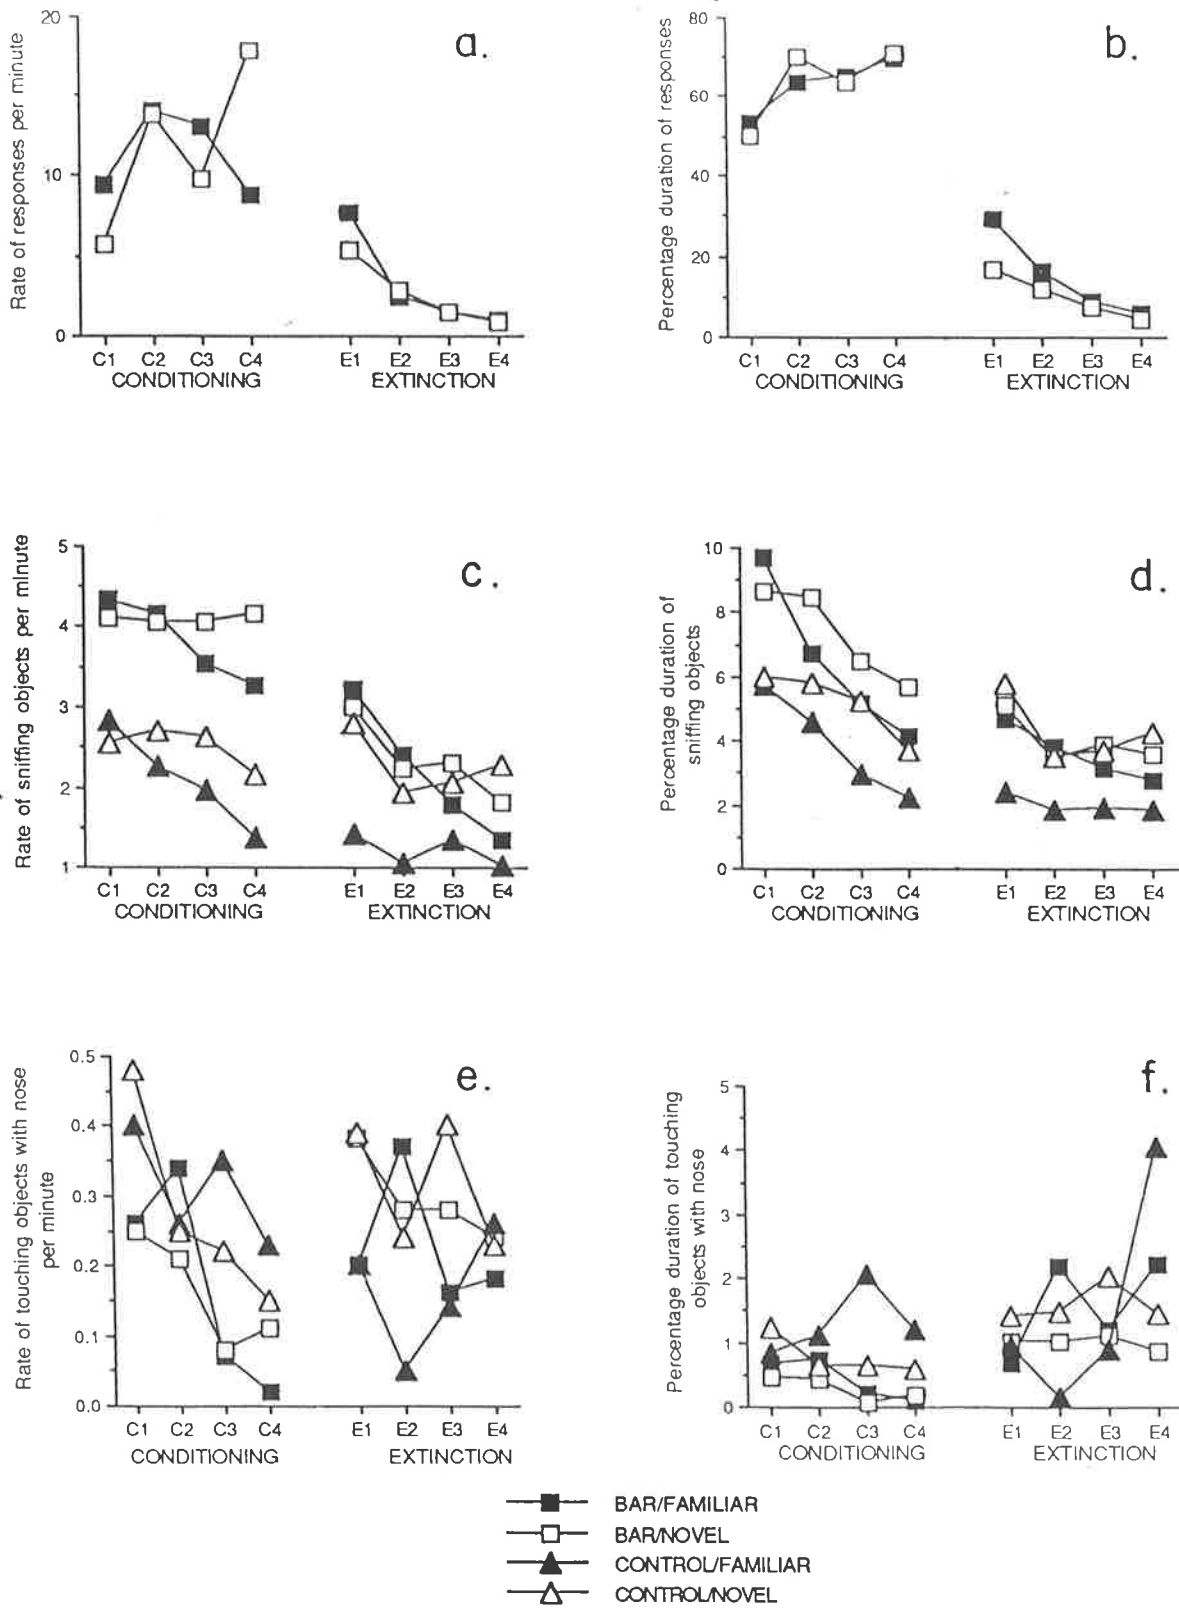 a.
Rate of responses per minute
20
10
0
C1 C2 C3 C4 E1 E2 E3 E4
CONDITIONING EXTINCTION
b.
Percentage duration of responses
80
60
40
20
0
C1 C2 C3 C4 E1 E2 E3 E4
CONDITIONING EXTINCTION
c.
Rate of sniffing objects per minute
5
4
3
2
1
C1 C2 C3 C4 E1 E2 E3 E4
CONDITIONING EXTINCTION
d.
Percentage duration of
sniffing objects
10
8
6
4
2
0
C1 C2 C3 C4 E1 E2 E3 E4
CONDITIONING EXTINCTION
e.
Rate of touching objects with nose
per minute
0.5
0.4
0.3
0.2
0.1
0.0
C1 C2 C3 C4 E1 E2 E3 E4
CONDITIONING EXTINCTION
f.
Percentage duration of touching
objects with nose
5
4
3
2
1
0
C1 C2 C3 C4 E1 E2 E3 E4
CONDITIONING EXTINCTION
BAR/FAMILIAR
BAR/NOVEL
CONTROL/FAMILIAR
CONTROL/NOVEL